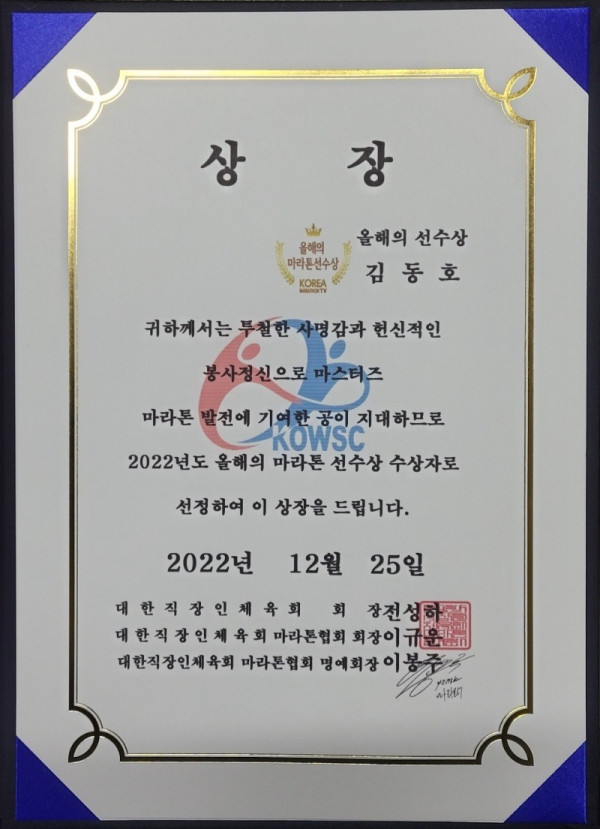 상 장
올해의
마라톤선수상
KOREA
올해의 선수상
김 동 호
귀하께서는 투철한 사명감과 헌신적인
봉사정신으로 마스터즈
마라톤 발전에 기여한 공이 지대하므로
KOWSC
2022년도 올해의 마라톤 선수상 수상자로
선정하여 이 상장을 드립니다.
2022년 12월 25일
대한직장인체육회 회 장 전성하
대한직장인체육회 마라톤협회 회장 이규운
대한직장인체육회 마라톤협회 명예회장 이봉주